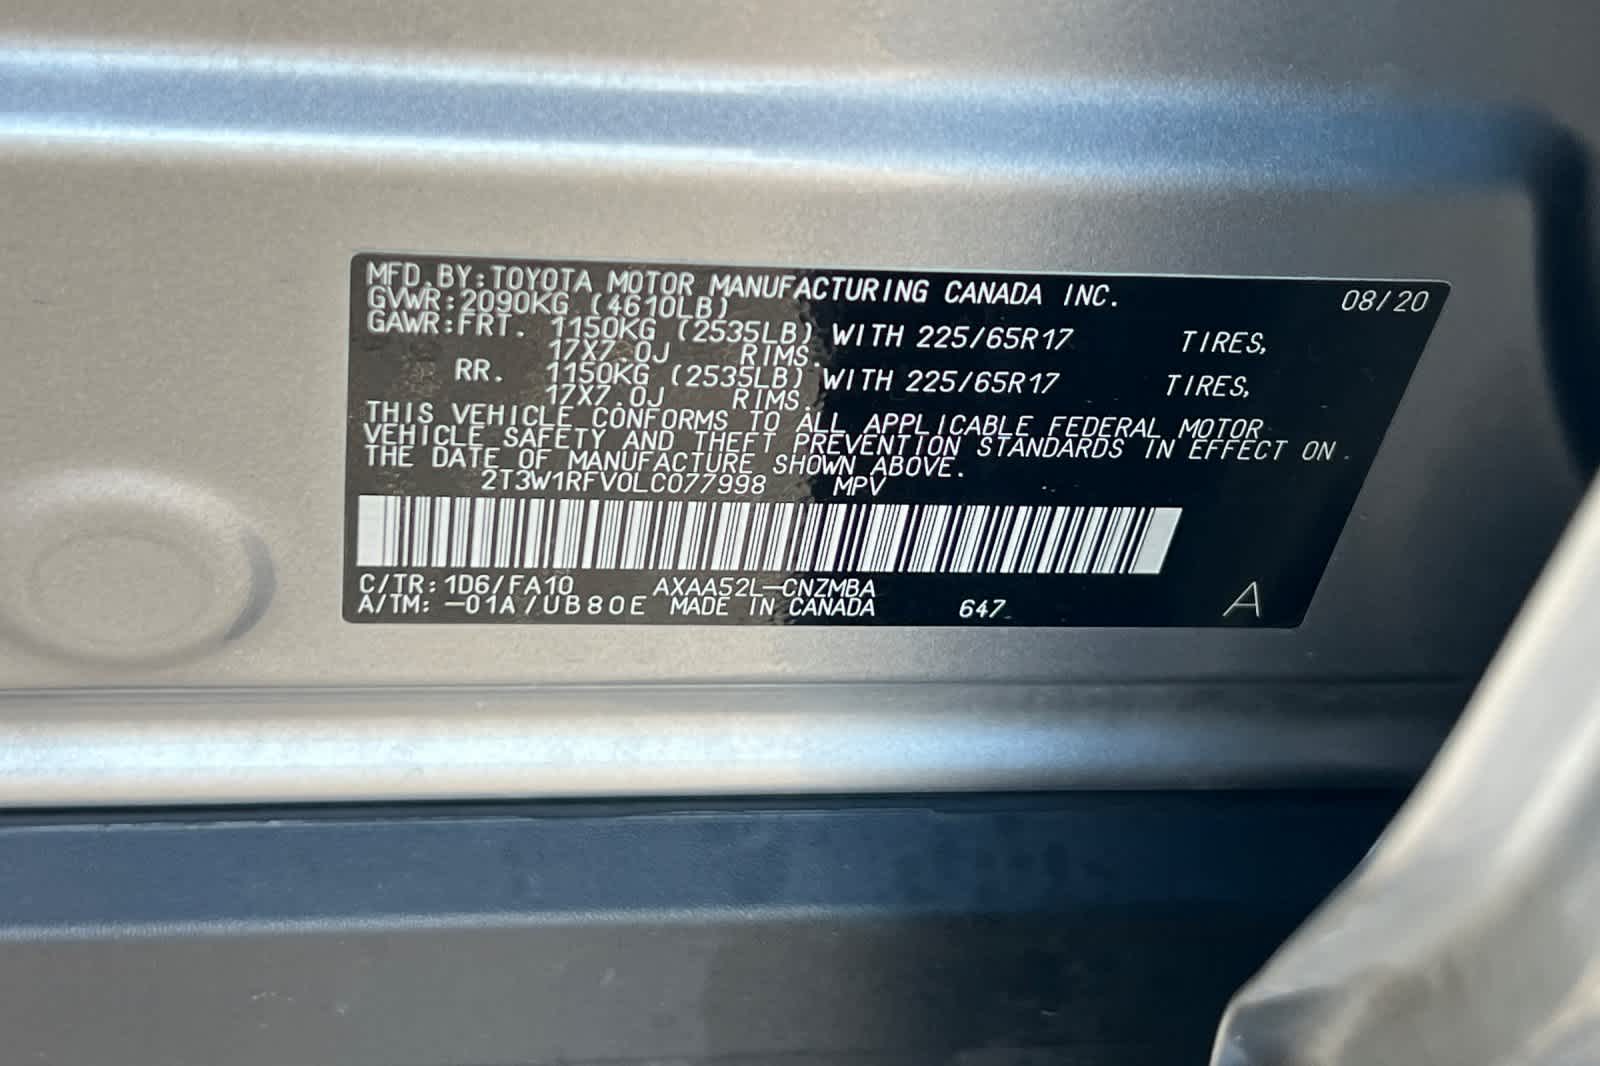 MFD.BY:TOYOTA MOTOR MANUFACTURING CANADA INC. 08/20
GVWR:2090KG (4610LB)
GAWR:FRT. 1150KG (2535LB) WITH 225/65R17 TIRES,
17X7.0J RIMS.
RR. 1150KG (2535LB) WITH 225/65R17 TIRES,
17X7.0J RIMS.
THIS VEHICLE CONFORMS TO ALL APPLICABLE FEDERAL MOTOR
VEHICLE SAFETY AND THEFT PREVENTION STANDARDS IN EFFECT ON
THE DATE OF MANUFACTURE SHOWN ABOVE.
2T3W1RFV0LC077998 MPV
C/TR: 1D6/FA10 AXAA52L-CNZMBA
A/TM: -01A/UB80E MADE IN CANADA 647 A